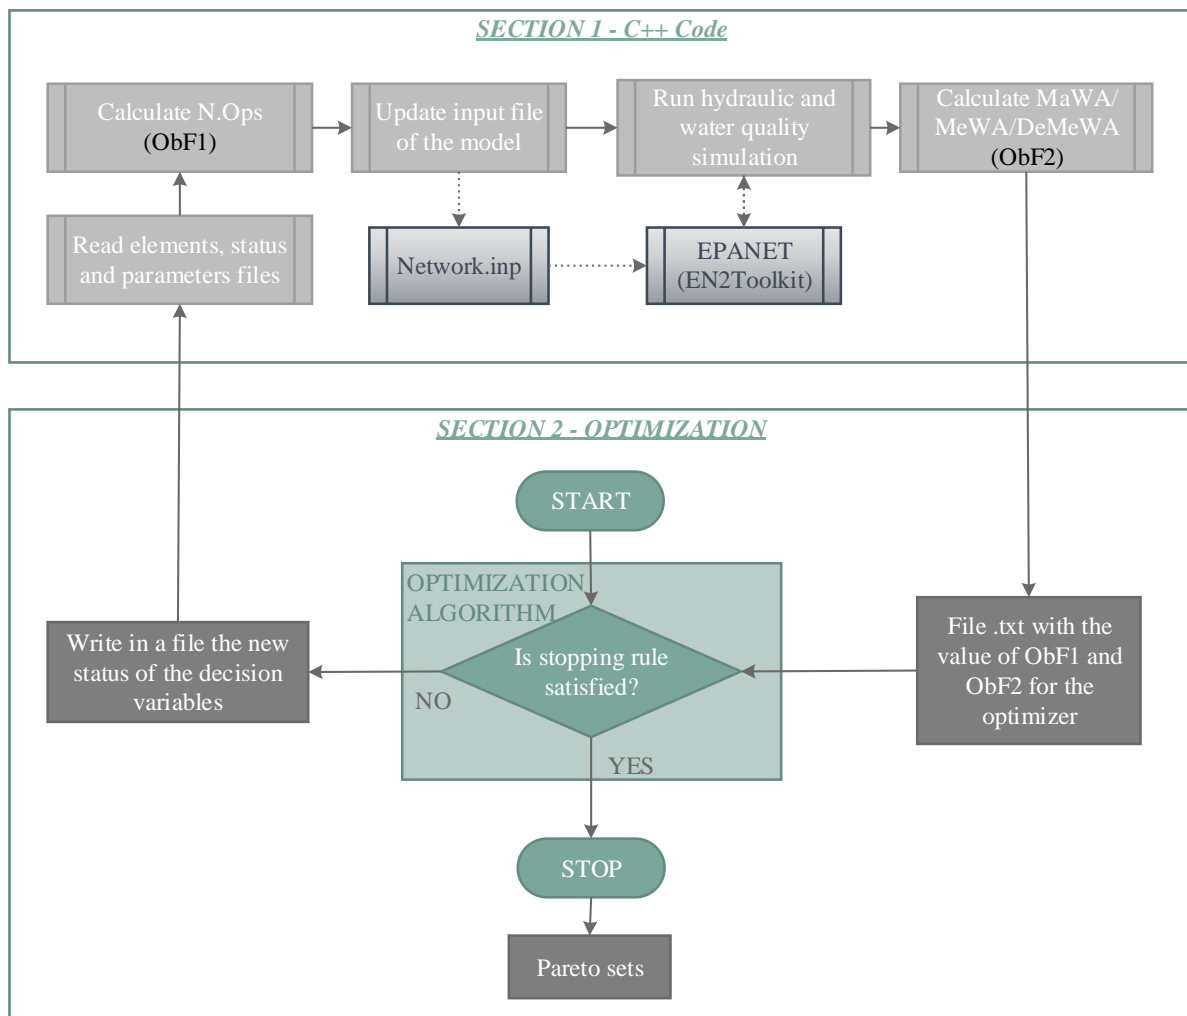 SECTION 1 - C++ Code
Calculate N.Ops
(ObF1)
Update input file
of the model
Run hydraulic and
water quality
simulation
Calculate MaWA/
MeWA/DeMeWA
(ObF2)
Read elements, status
and parameters files
Network.inp
EPANET
(EN2Toolkit)
SECTION 2 - OPTIMIZATION
START
OPTIMIZATION
ALGORITHM
Is stopping rule
satisfied?
NO
YES
Write in a file the new
status of the decision
variables
File .txt with the
value of ObF1 and
ObF2 for the
optimizer
STOP
Pareto sets